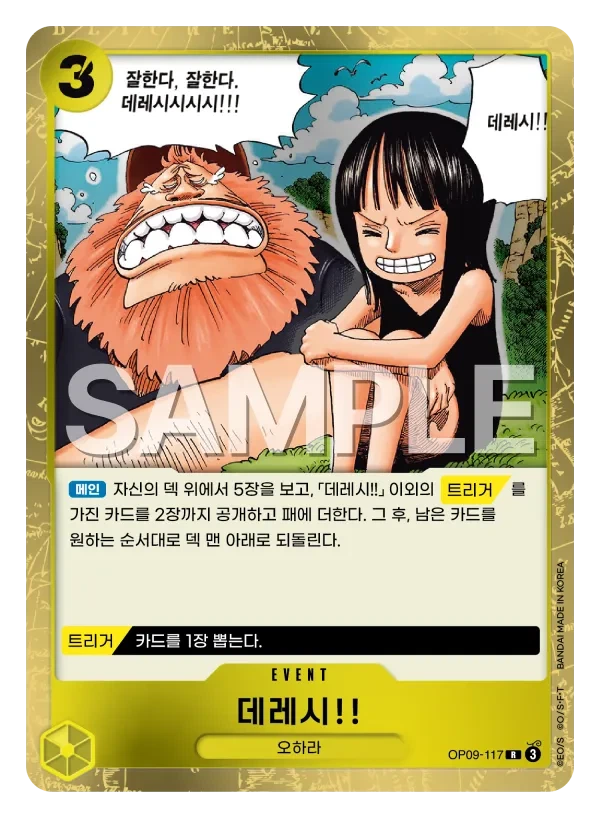 3
잘한다, 잘한다.
데레시시시시!!!
데레시!!
SAMPLE
메인 자신의 덱 위에서 5장을 보고, 「데레시!!」 이외의 트리거 를
가진 카드를 2장까지 공개하고 패에 더한다. 그 후, 남은 카드를
원하는 순서대로 덱 맨 아래로 되돌린다.
트리거 카드를 1장 뽑는다.
EVENT
데레시!!
오하라
OP09-117 R 3
©EO/S ©O/S·F·T BANDAI MADE IN KOREA